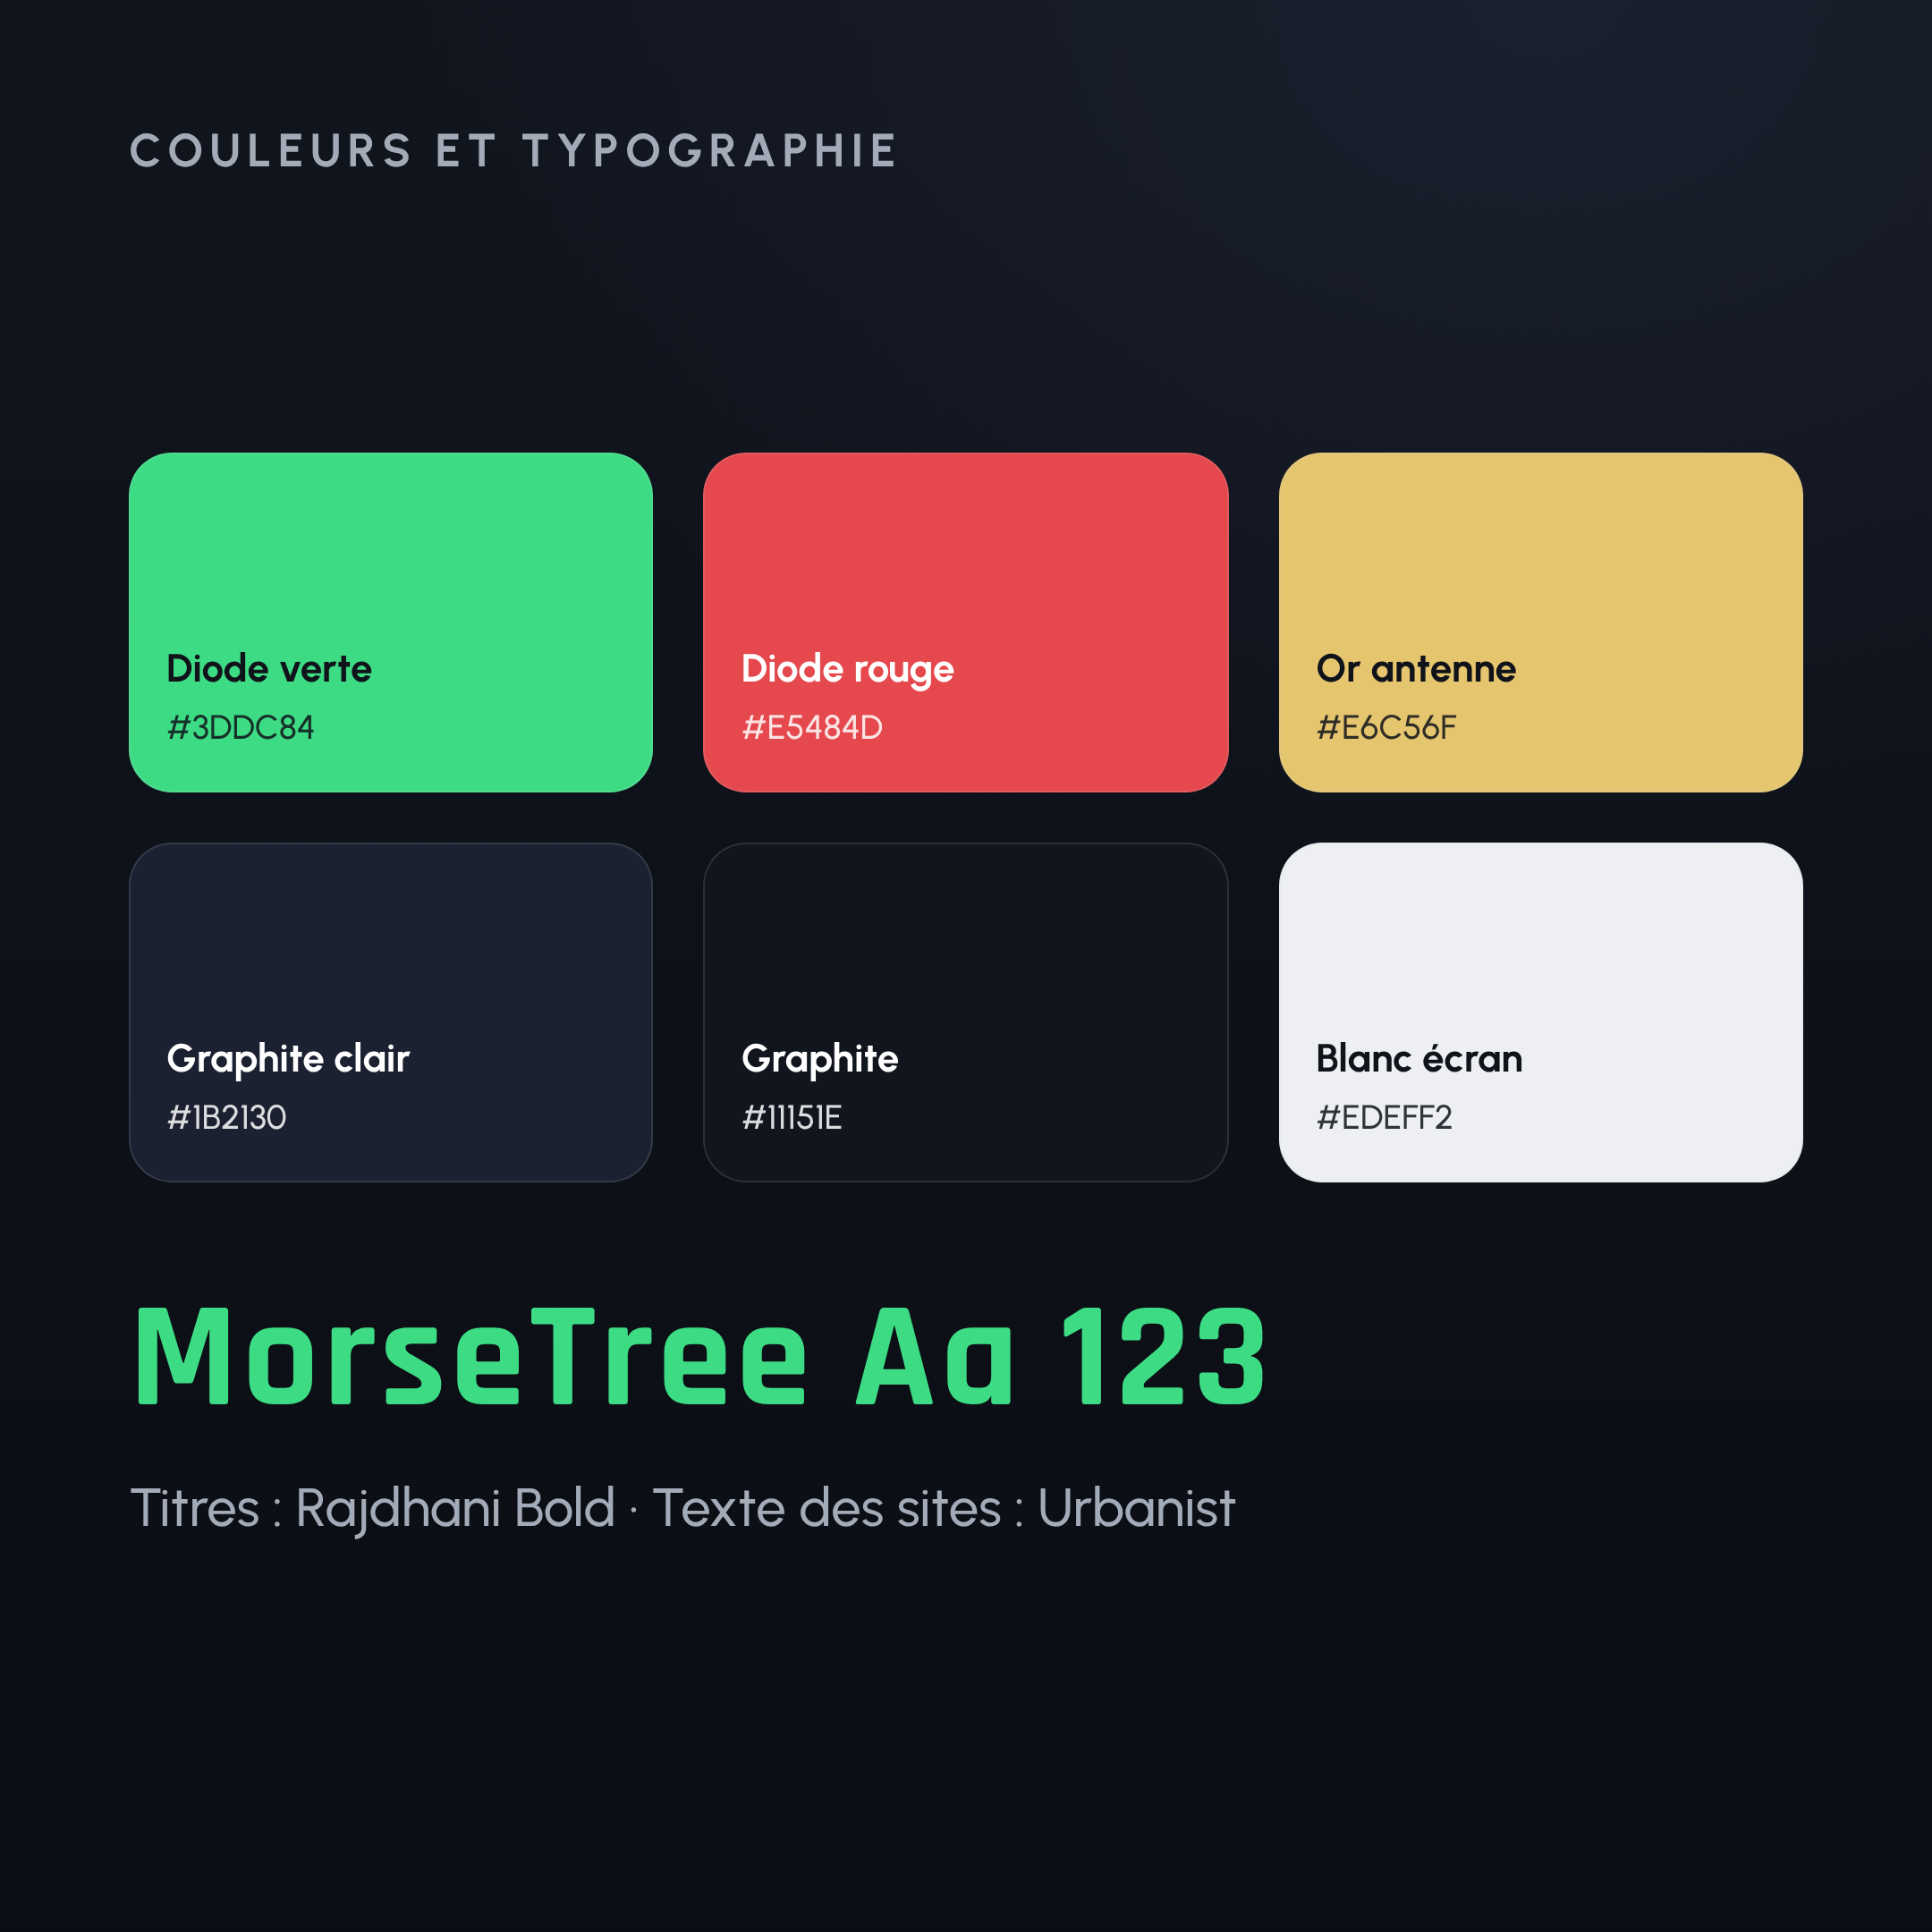 COULEURS ET TYPOGRAPHIE
Diode verte
#3DDC84
Diode rouge
#E5484D
Or antenne
#E6C56F
Graphite clair
#1B2130
Graphite
#11151E
Blanc écran
#EDEFF2
MorseTree Aa 123
Titres : Rajdhani Bold · Texte des sites : Urbanist